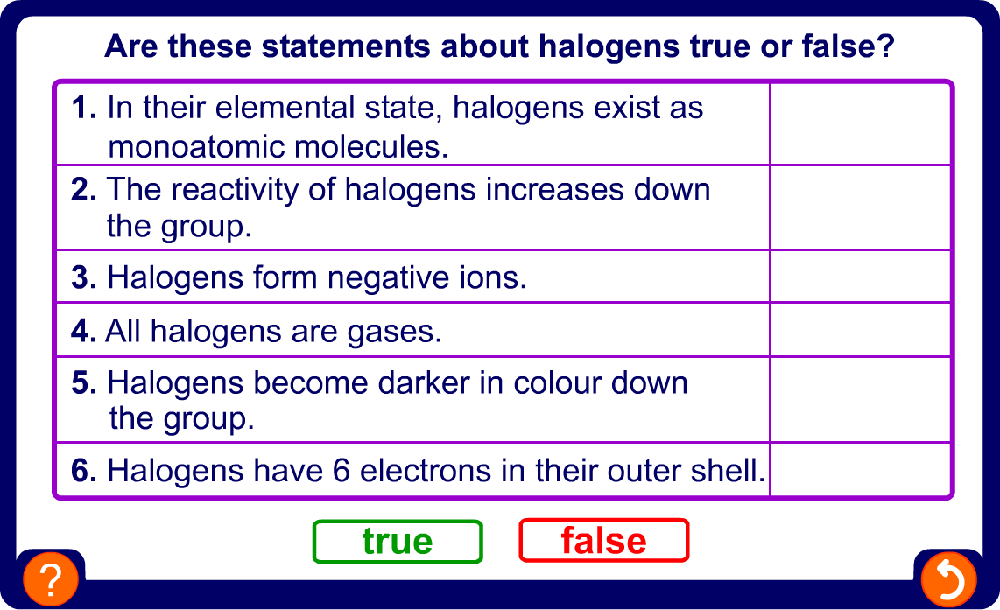 Are these statements about halogens true or false?
1. In their elemental state, halogens exist as
monoatomic molecules.
2. The reactivity of halogens increases down
the group.
3. Halogens form negative ions.
4. All halogens are gases.
5. Halogens become darker in colour down
the group.
6. Halogens have 6 electrons in their outer shell.
true
false
?